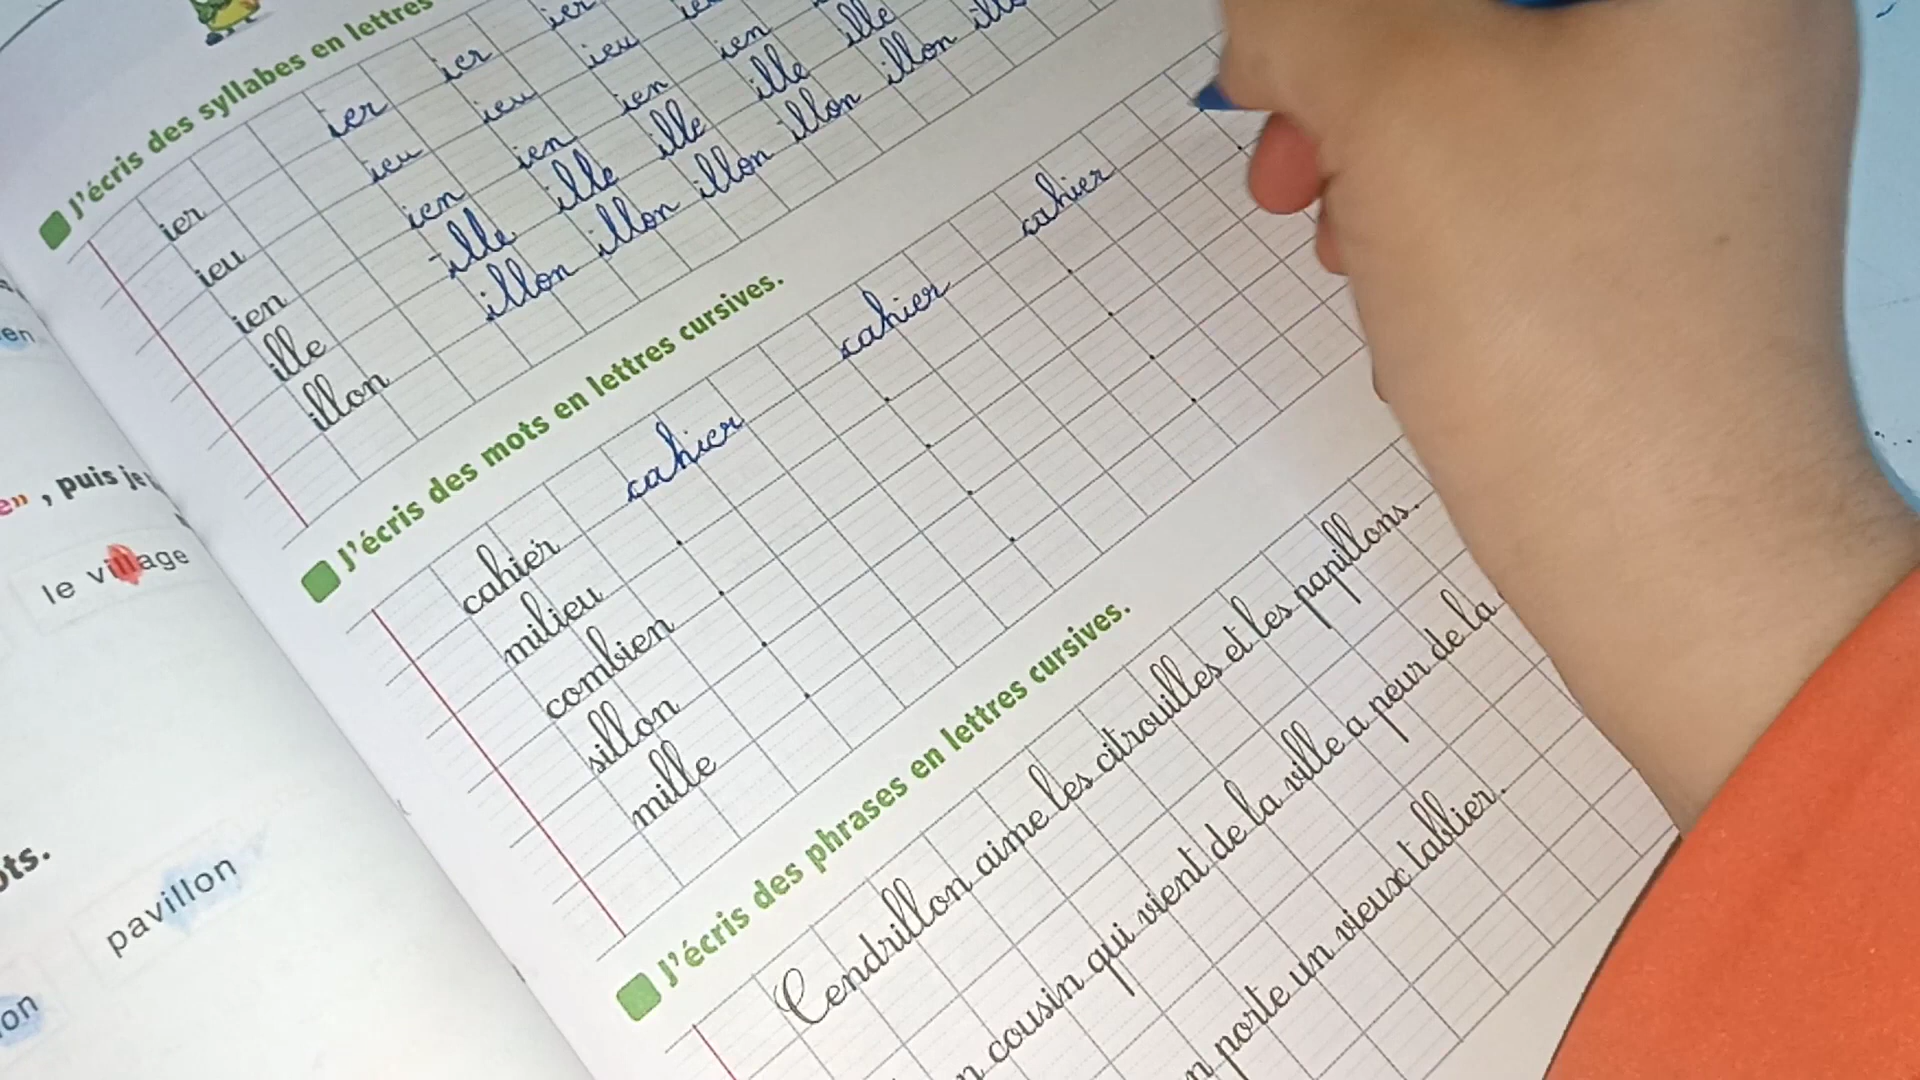 J'écris des syllabes en lettres
ier ier ier ier
ieu ieu ieu ieu
ien ien ien ien
ille ille ille ille ille ille
illon illon illon illon illon illon
J'écris des mots en lettres cursives.
cahier cahier cahier cahier
milieu
combien
sillon
mille
J'écris des phrases en lettres cursives.
Cendrillon aime les citrouilles et les papillons.
cousin qui vient de la ville a peur de la
porte un vieux tablier.
en
, puis je
le village
ots.
pavillon
on